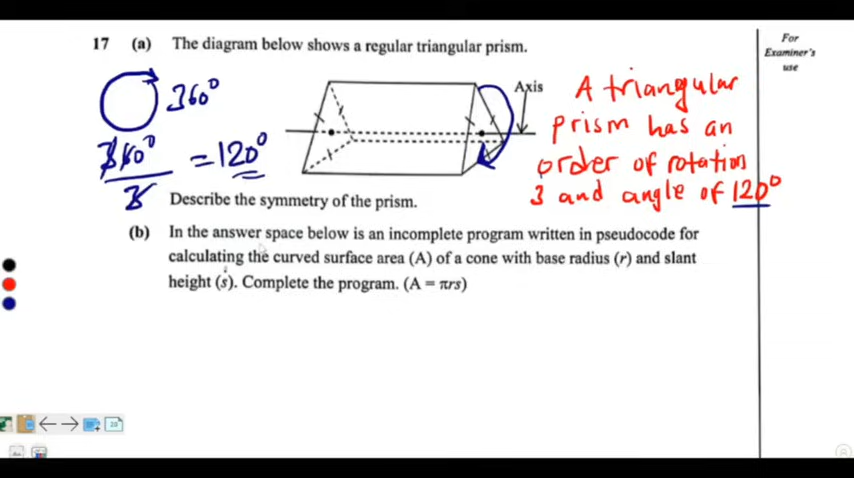 For
Examiner's
use
17 (a) The diagram below shows a regular triangular prism.
360°
360°/3 = 120°
Axis
A triangular
prism has an
order of rotation
3 and angle of 120°
Describe the symmetry of the prism.
(b) In the answer space below is an incomplete program written in pseudocode for
calculating the curved surface area (A) of a cone with base radius (r) and slant
height (s). Complete the program. (A = πrs)